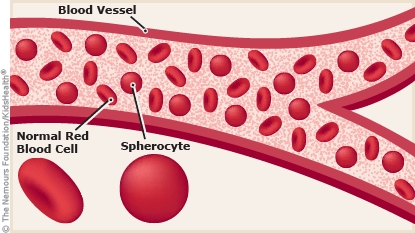 Blood Vessel
Normal Red
Blood Cell
Spherocyte
© The Nemours Foundation/KidsHealth®